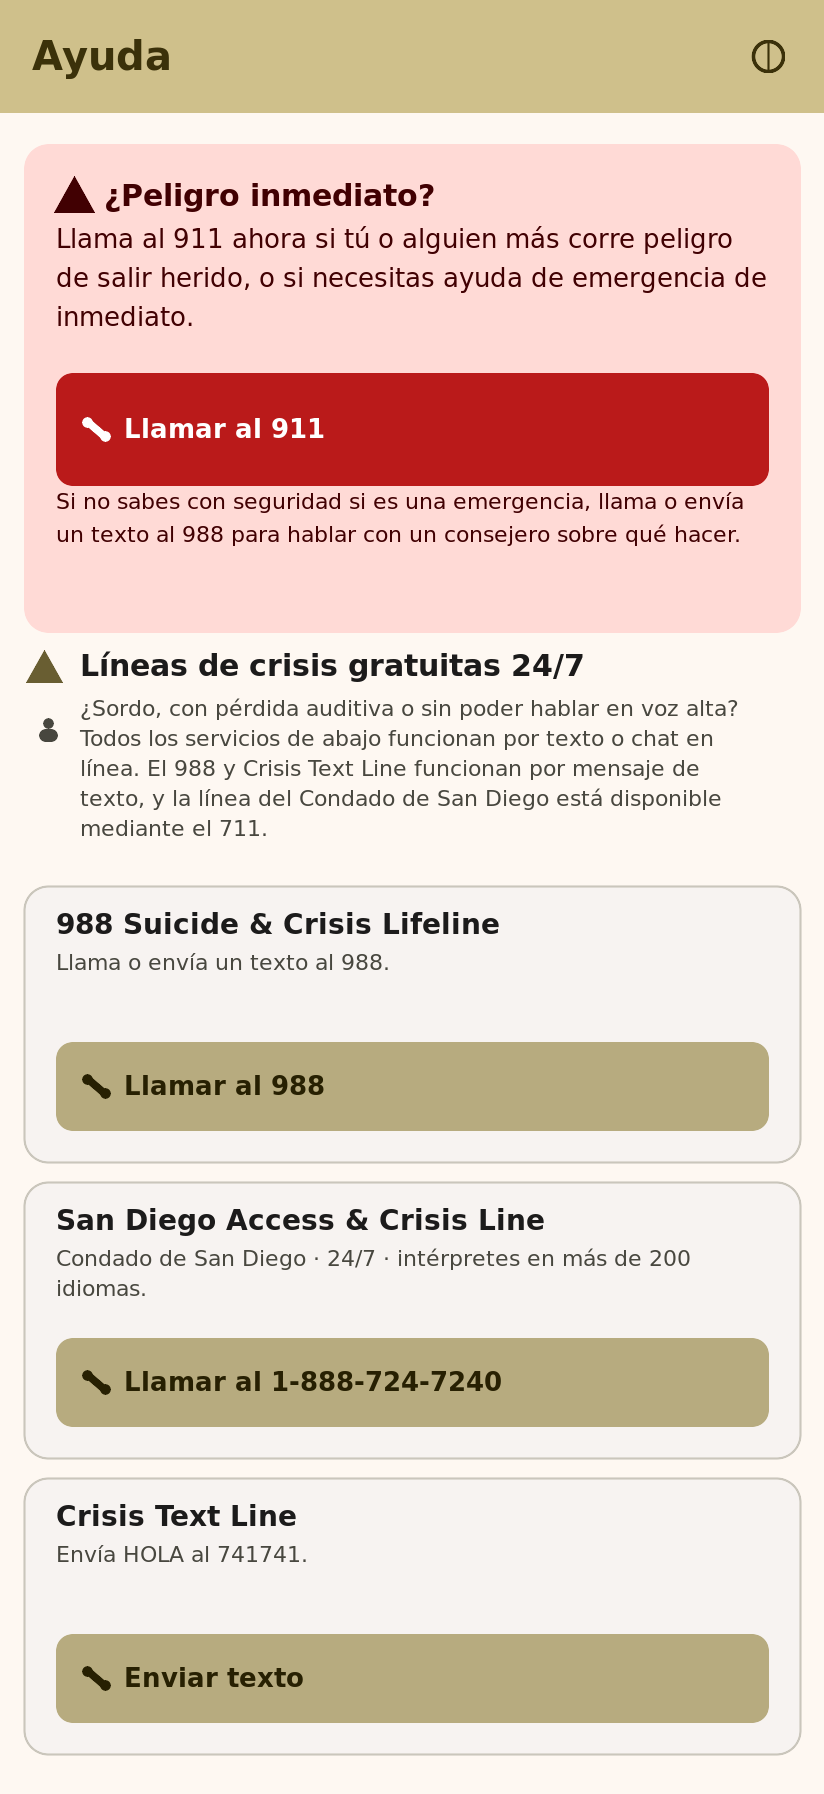 Ayuda
¿Peligro inmediato?
Llama al 911 ahora si tú o alguien más corre peligro
de salir herido, o si necesitas ayuda de emergencia de
inmediato.
Llamar al 911
Si no sabes con seguridad si es una emergencia, llama o envía
un texto al 988 para hablar con un consejero sobre qué hacer.
Líneas de crisis gratuitas 24/7
¿Sordo, con pérdida auditiva o sin poder hablar en voz alta?
Todos los servicios de abajo funcionan por texto o chat en
línea. El 988 y Crisis Text Line funcionan por mensaje de
texto, y la línea del Condado de San Diego está disponible
mediante el 711.
988 Suicide & Crisis Lifeline
Llama o envía un texto al 988.
Llamar al 988
San Diego Access & Crisis Line
Condado de San Diego · 24/7 · intérpretes en más de 200
idiomas.
Llamar al 1-888-724-7240
Crisis Text Line
Envía HOLA al 741741.
Enviar texto